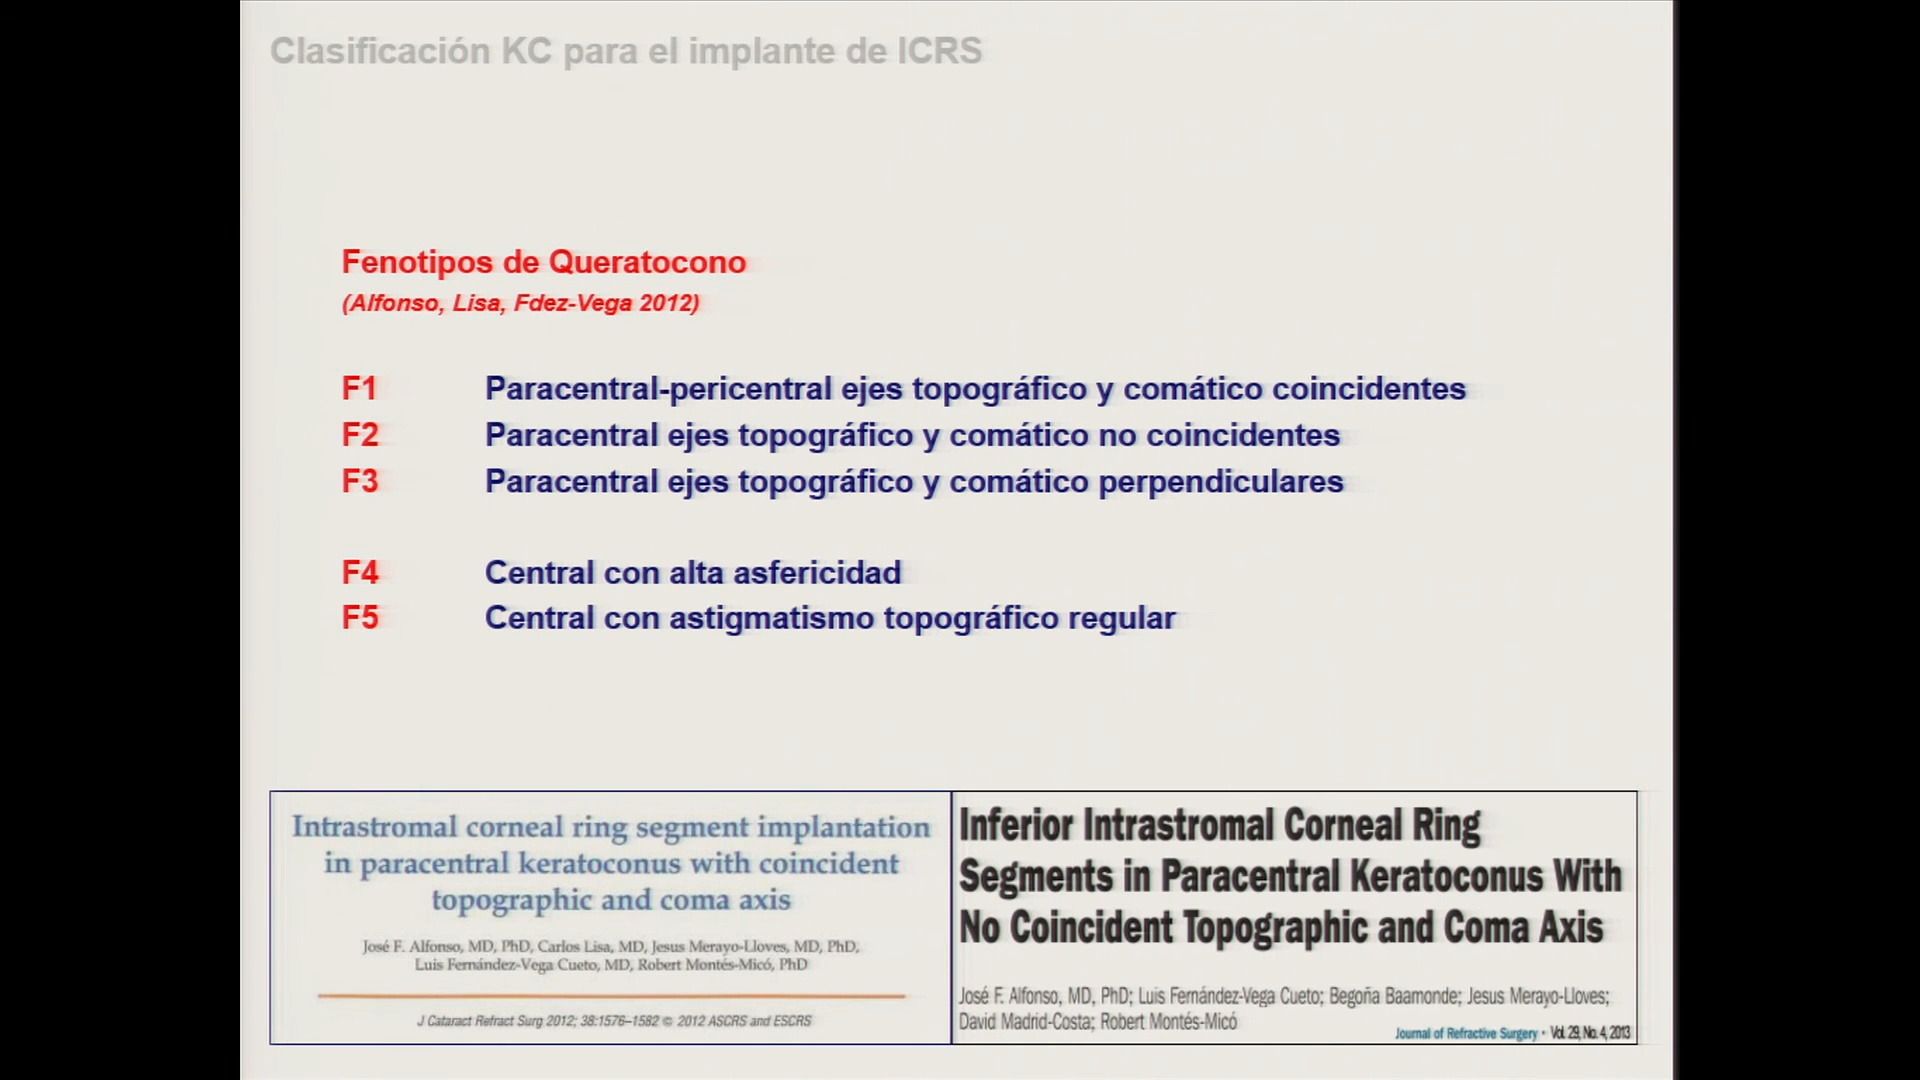 Clasificación KC para el implante de ICRS
Fenotipos de Queratocono
(Alfonso, Lisa, Fdez-Vega 2012)
F1 Paracentral-pericentral ejes topográfico y comático coincidentes
F2 Paracentral ejes topográfico y comático no coincidentes
F3 Paracentral ejes topográfico y comático perpendiculares
F4 Central con alta asfericidad
F5 Central con astigmatismo topográfico regular
Intrastromal corneal ring segment implantation
in paracentral keratoconus with coincident
topographic and coma axis
José F. Alfonso, MD, PhD, Carlos Lisa, MD, Jesus Merayo-Lloves, MD, PhD,
Luis Fernández-Vega Cueto, MD, Robert Montés-Micó, PhD
J Cataract Refract Surg 2012; 38:1576–1582 © 2012 ASCRS and ESCRS
Inferior Intrastromal Corneal Ring
Segments in Paracentral Keratoconus With
No Coincident Topographic and Coma Axis
José F. Alfonso, MD, PhD; Luis Fernández-Vega Cueto; Begoña Baamonde; Jesus Merayo-Lloves;
David Madrid-Costa; Robert Montés-Micó
Journal of Refractive Surgery • Vol. 29, No. 4, 2013